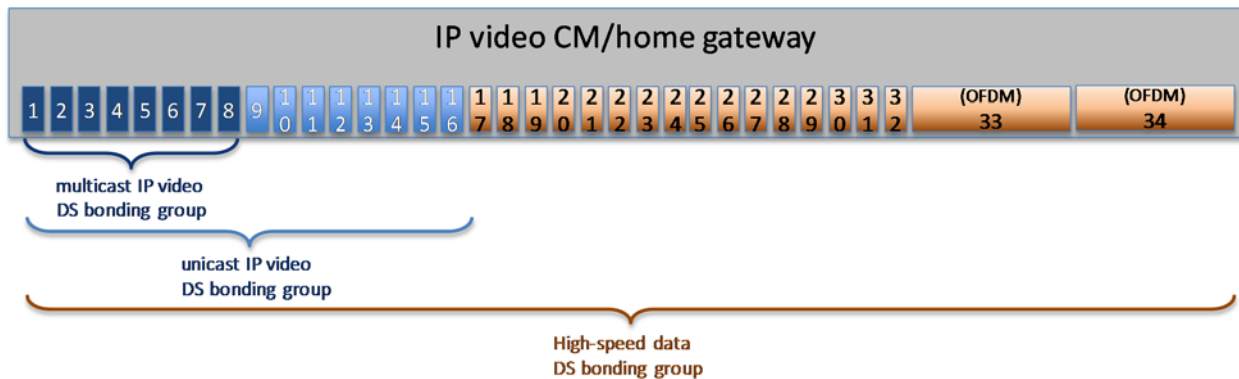 IP video CM/home gateway
1 2 3 4 5 6 7 8 9 10 11 12 13 14 15 16 17 18 19 20 21 22 23 24 25 26 27 28 29 30 31 32 (OFDM) 33 (OFDM) 34
multicast IP video
DS bonding group
unicast IP video
DS bonding group
High-speed data
DS bonding group